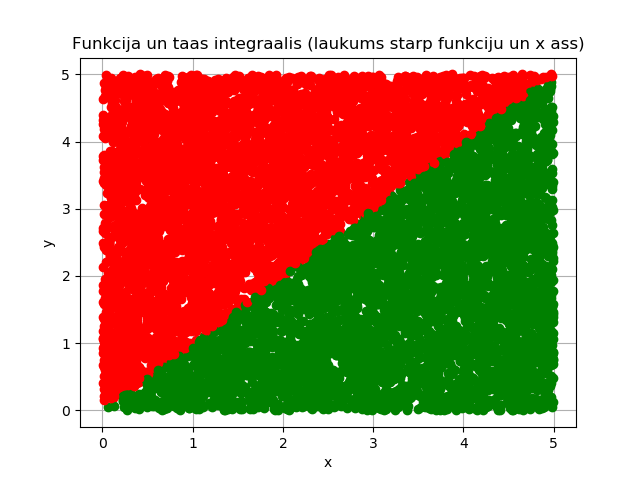 Funkcija un taas integraalis (laukums starp funkciju un x ass)
5
4
3
2
1
0
y
0 1 2 3 4 5
x